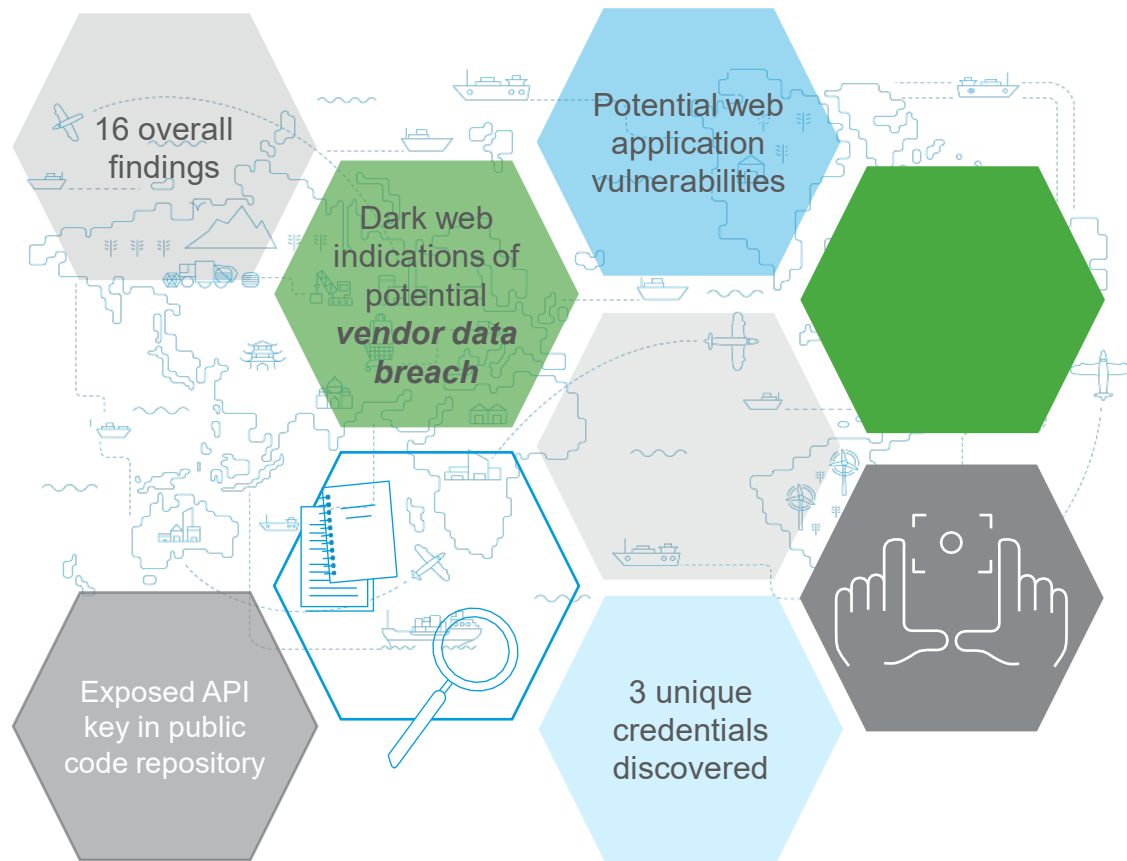 16 overall
findings
Potential web
application
vulnerabilities
Dark web
indications of
potential
vendor data
breach
Exposed API
key in public
code repository
3 unique
credentials
discovered